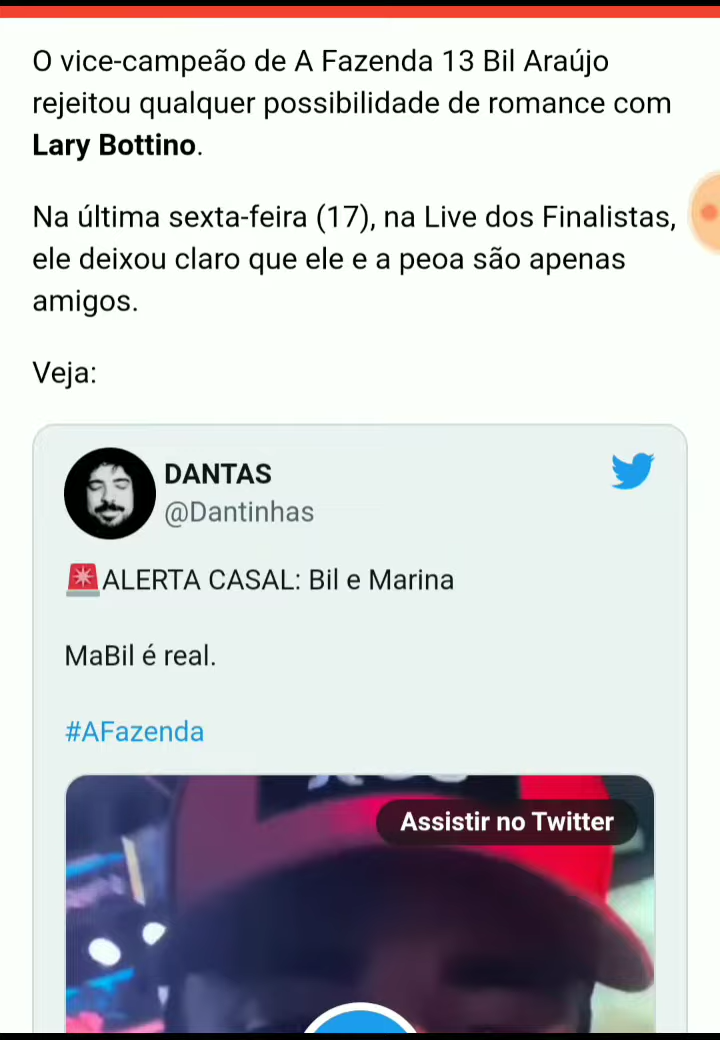 O vice-campeão de A Fazenda 13 Bil Araújo
rejeitou qualquer possibilidade de romance com
Lary Bottino.
Na última sexta-feira (17), na Live dos Finalistas,
ele deixou claro que ele e a peoa são apenas
amigos.
Veja:
DANTAS
@Dantinhas
🚨ALERTA CASAL: Bil e Marina
MaBil é real.
#AFazenda
Assistir no Twitter